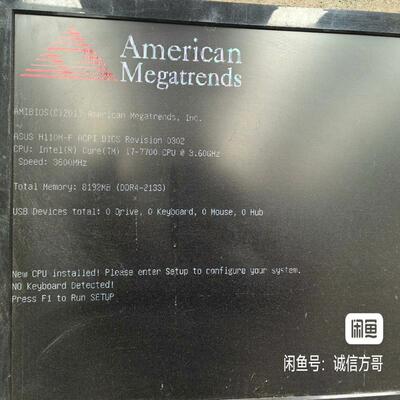 American
Megatrends
AMIBIOS(C)2017 American Megatrends, Inc.
ASUS H110M-F ACPI BIOS Revision 0302
CPU: Intel(R) Core(TM) i7-7700 CPU @ 3.60GHz
Speed: 3600MHz
Total Memory: 8192MB (DDR4-2133)
USB Devices total: 0 Drive, 0 Keyboard, 0 Mouse, 0 Hub
New CPU installed! Please enter Setup to configure your system.
NO Keyboard Detected!
Press F1 to Run SETUP
闲鱼
闲鱼号：诚信方哥